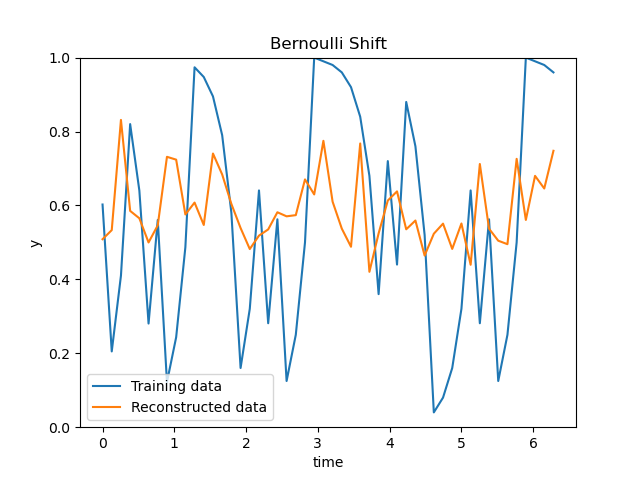 Bernoulli Shift
1.0
0.8
0.6
0.4
0.2
0.0
y
Training data
Reconstructed data
0 1 2 3 4 5 6
time